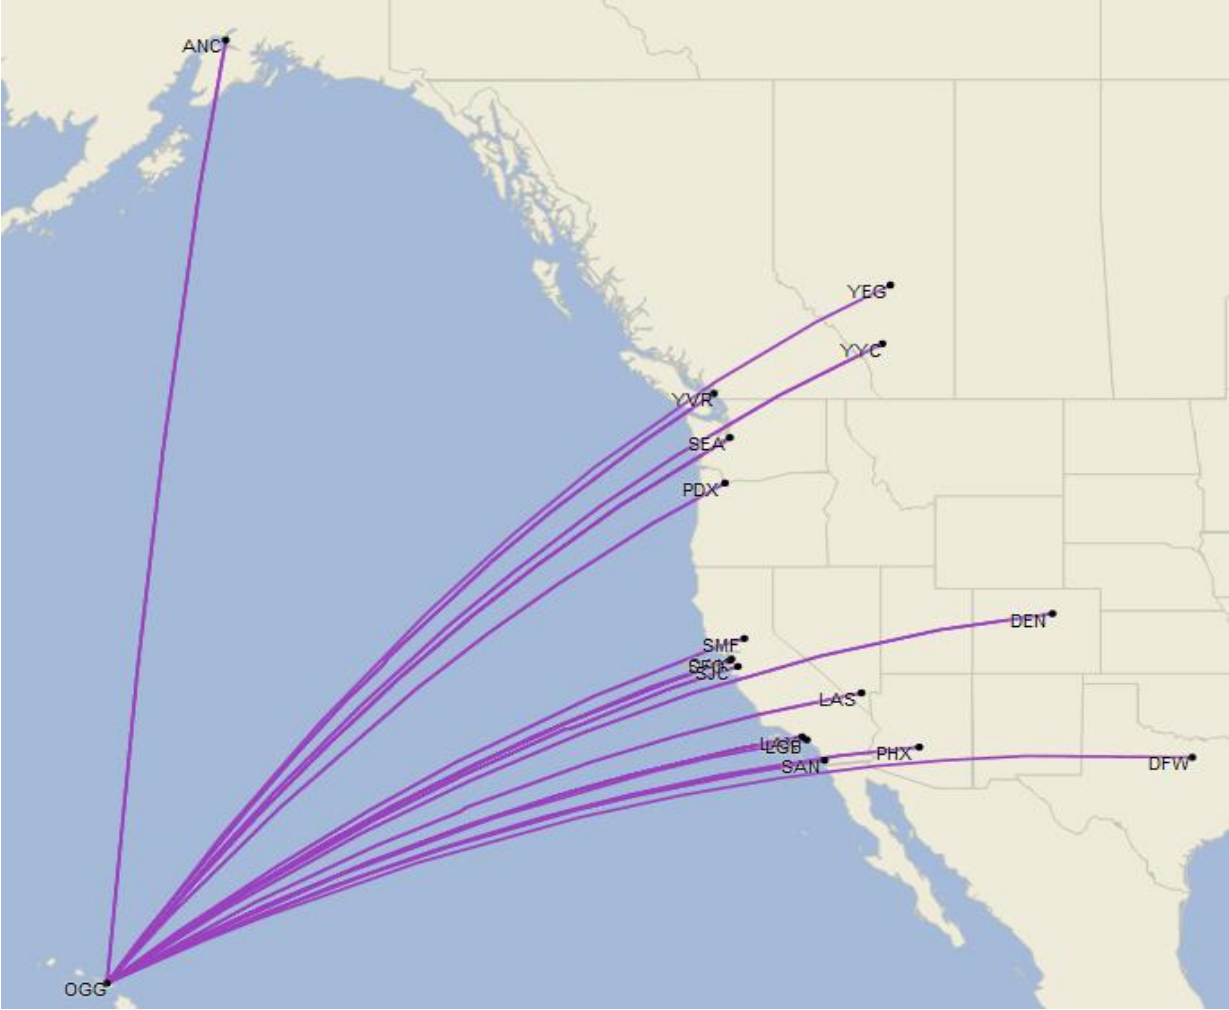 ANC
YEG
YYC
YVR
SEA
PDX
DEN
SMF
SJC
LAS
LGB
PHX
SAN
DFW
OGG